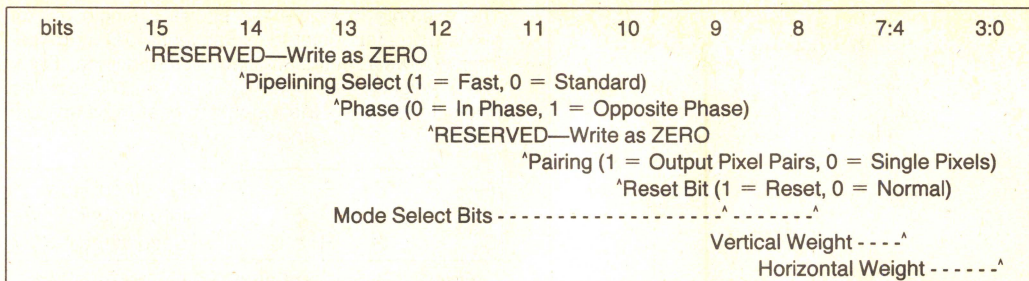 bits 15 14 13 12 11 10 9 8 7:4 3:0
^RESERVED—Write as ZERO
^Pipelining Select (1 = Fast, 0 = Standard)
^Phase (0 = In Phase, 1 = Opposite Phase)
^RESERVED—Write as ZERO
^Pairing (1 = Output Pixel Pairs, 0 = Single Pixels)
^Reset Bit (1 = Reset, 0 = Normal)
Mode Select Bits - - - - - - - - - - - - - - - - - - - ^ - - - - - - - ^
Vertical Weight - - - - ^
Horizontal Weight - - - - - - ^